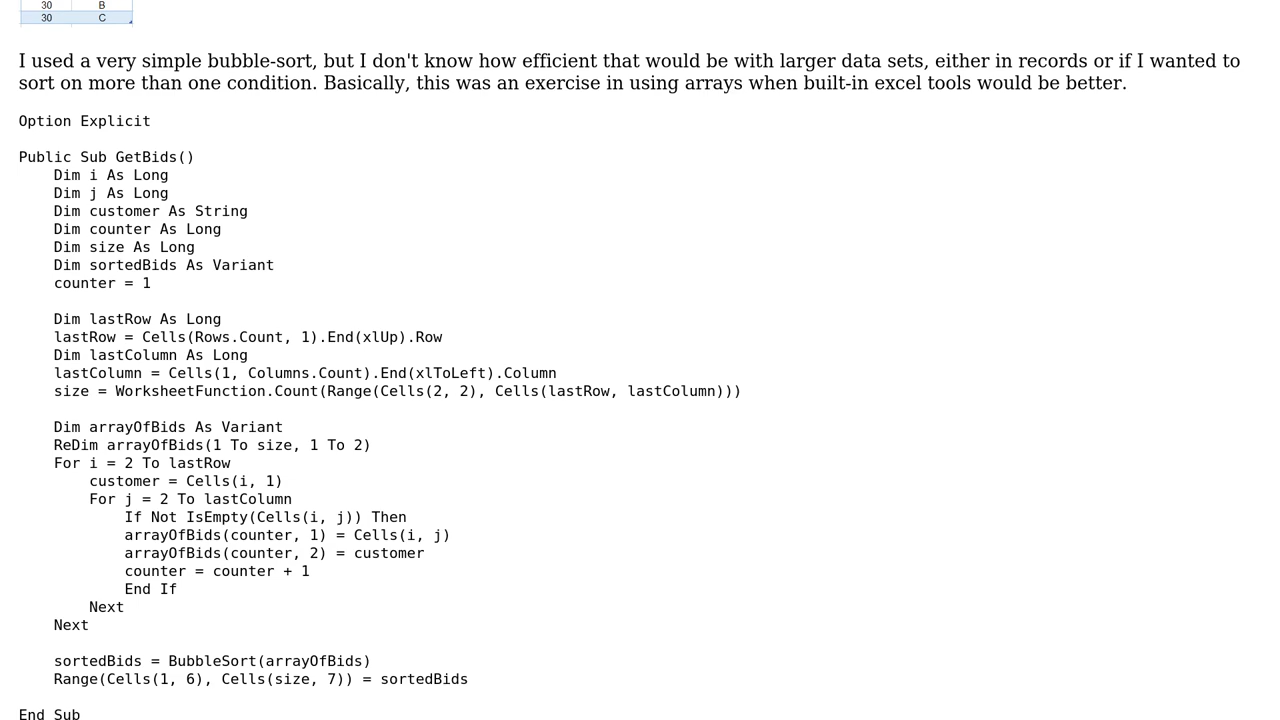 30 B
30 C
I used a very simple bubble-sort, but I don't know how efficient that would be with larger data sets, either in records or if I wanted to
sort on more than one condition. Basically, this was an exercise in using arrays when built-in excel tools would be better.
Option Explicit
Public Sub GetBids()
    Dim i As Long
    Dim j As Long
    Dim customer As String
    Dim counter As Long
    Dim size As Long
    Dim sortedBids As Variant
    counter = 1
    Dim lastRow As Long
    lastRow = Cells(Rows.Count, 1).End(xlUp).Row
    Dim lastColumn As Long
    lastColumn = Cells(1, Columns.Count).End(xlToLeft).Column
    size = WorksheetFunction.Count(Range(Cells(2, 2), Cells(lastRow, lastColumn)))
    Dim arrayOfBids As Variant
    ReDim arrayOfBids(1 To size, 1 To 2)
    For i = 2 To lastRow
        customer = Cells(i, 1)
        For j = 2 To lastColumn
            If Not IsEmpty(Cells(i, j)) Then
            arrayOfBids(counter, 1) = Cells(i, j)
            arrayOfBids(counter, 2) = customer
            counter = counter + 1
            End If
        Next
    Next
    sortedBids = BubbleSort(arrayOfBids)
    Range(Cells(1, 6), Cells(size, 7)) = sortedBids
End Sub